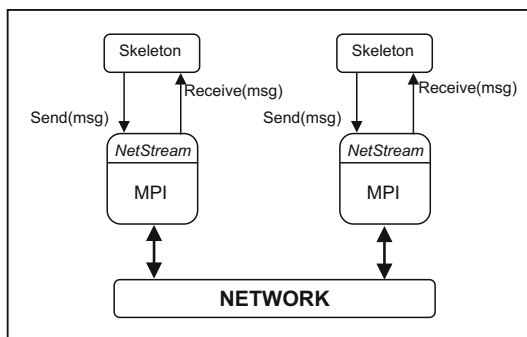 Skeleton
Skeleton
Receive(msg)
Receive(msg)
Send(msg)
Send(msg)
NetStream
NetStream
MPI
MPI
NETWORK